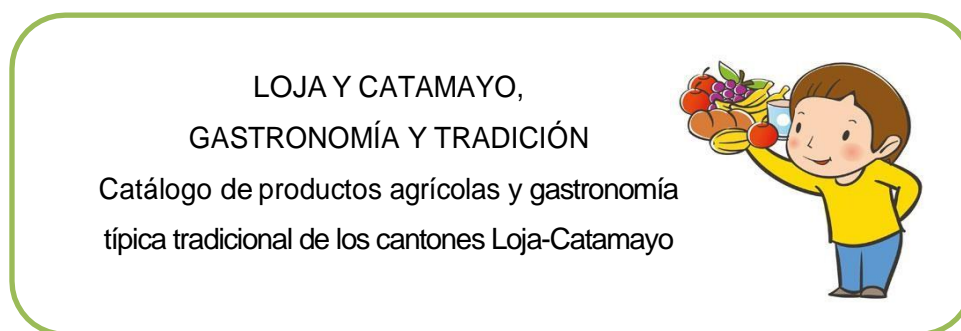 LOJA Y CATAMAYO,
GASTRONOMÍA Y TRADICIÓN
Catálogo de productos agrícolas y gastronomía
típica tradicional de los cantones Loja-Catamayo